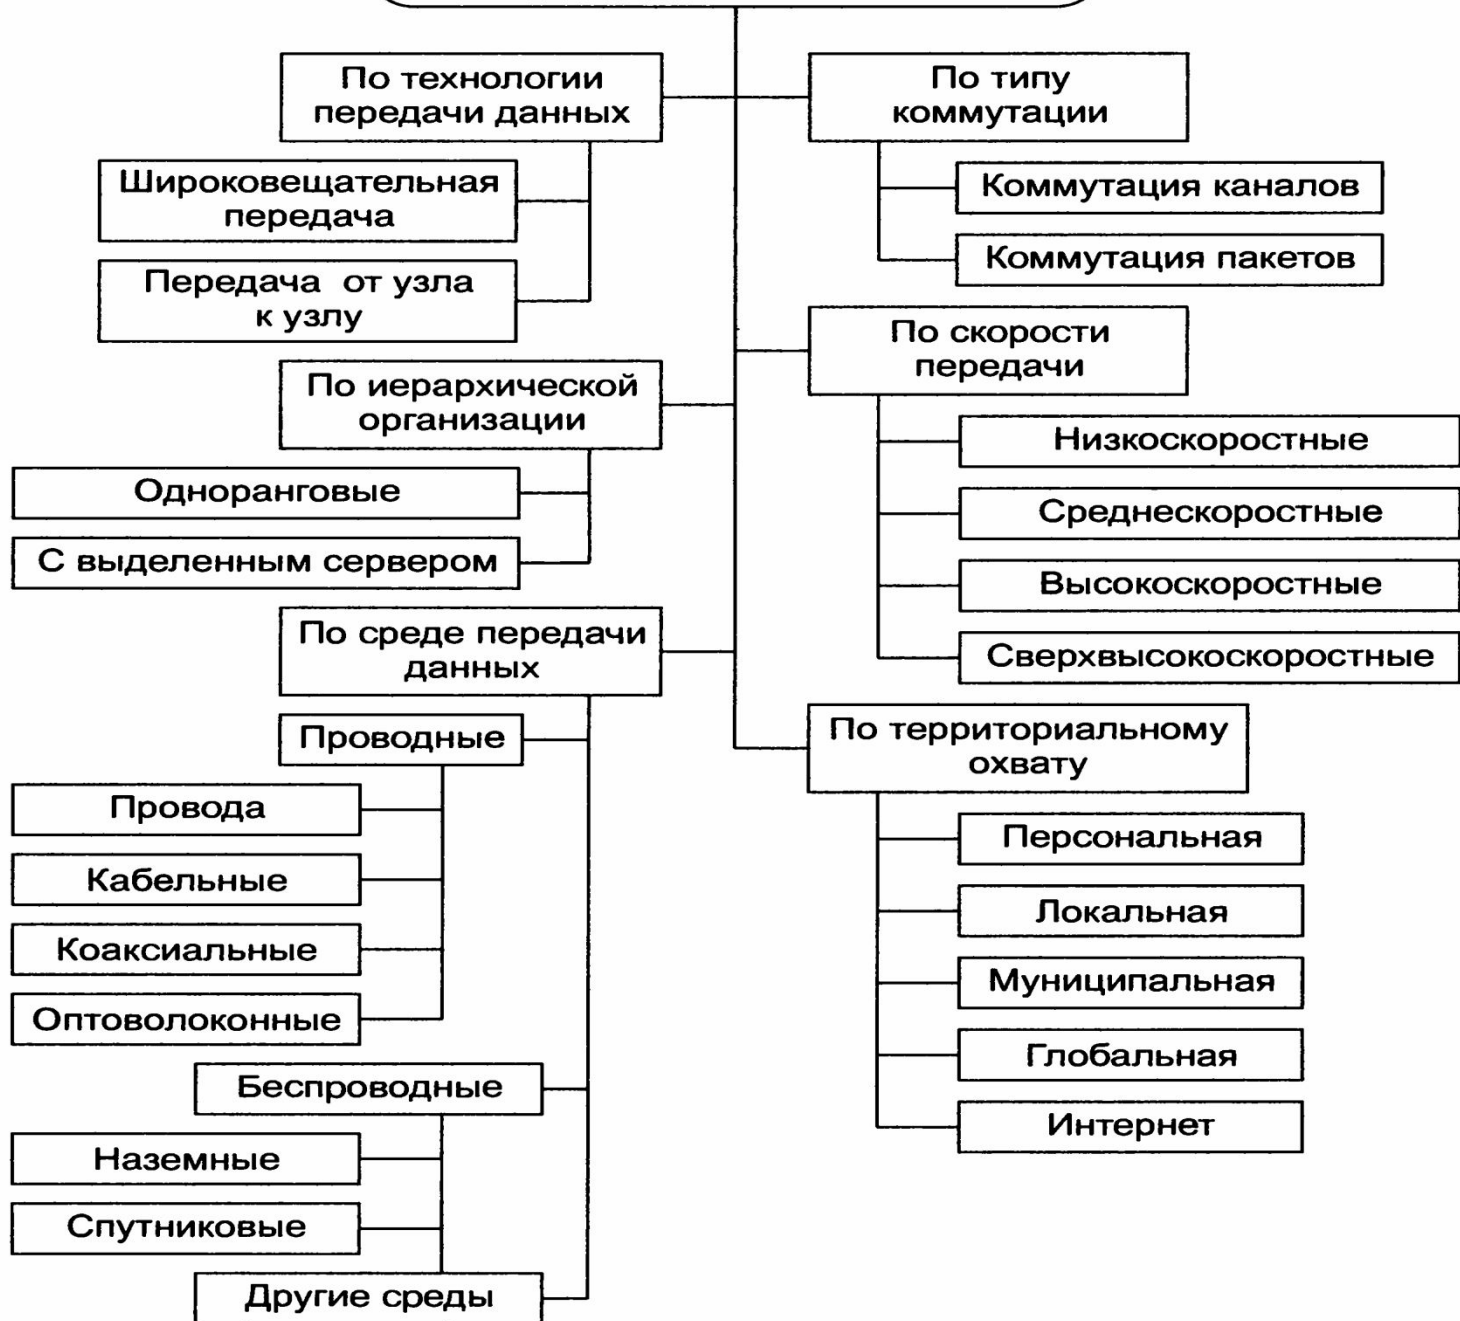 По технологии
передачи данных
Широковещательная
передача
Передача от узла
к узлу
По иерархической
организации
Одноранговые
С выделенным сервером
По среде передачи
данных
Проводные
Провода
Кабельные
Коаксиальные
Оптоволоконные
Беспроводные
Наземные
Спутниковые
Другие среды
По типу
коммутации
Коммутация каналов
Коммутация пакетов
По скорости
передачи
Низкоскоростные
Среднескоростные
Высокоскоростные
Сверхвысокоскоростные
По территориальному
охвату
Персональная
Локальная
Муниципальная
Глобальная
Интернет